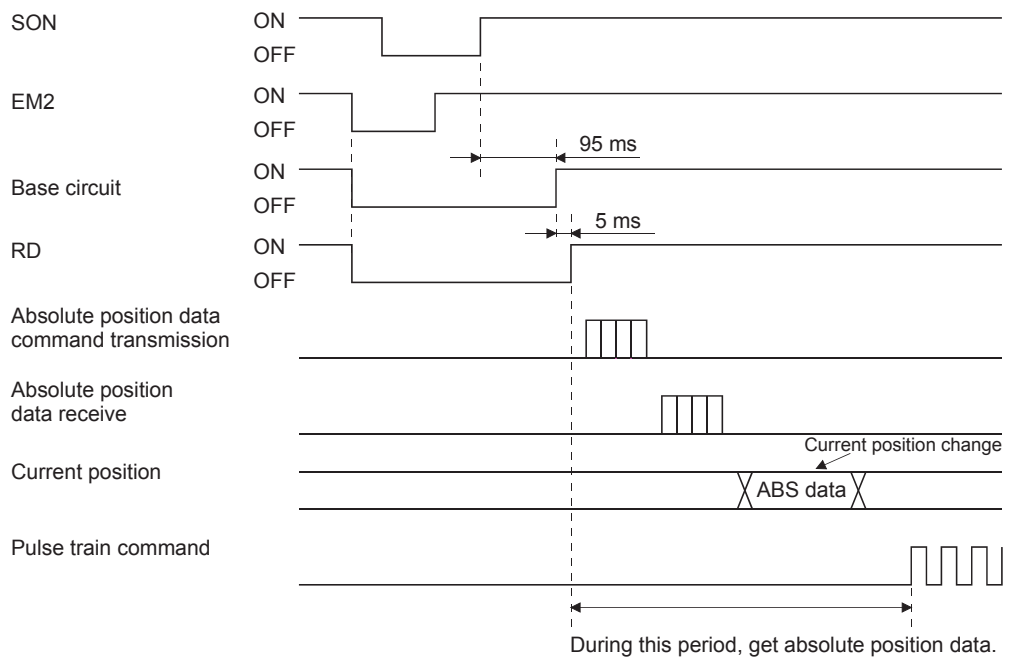 SON
ON
OFF
EM2
ON
OFF
95 ms
Base circuit
ON
OFF
5 ms
RD
ON
OFF
Absolute position data
command transmission
Absolute position
data receive
Current position change
Current position
ABS data
Pulse train command
During this period, get absolute position data.